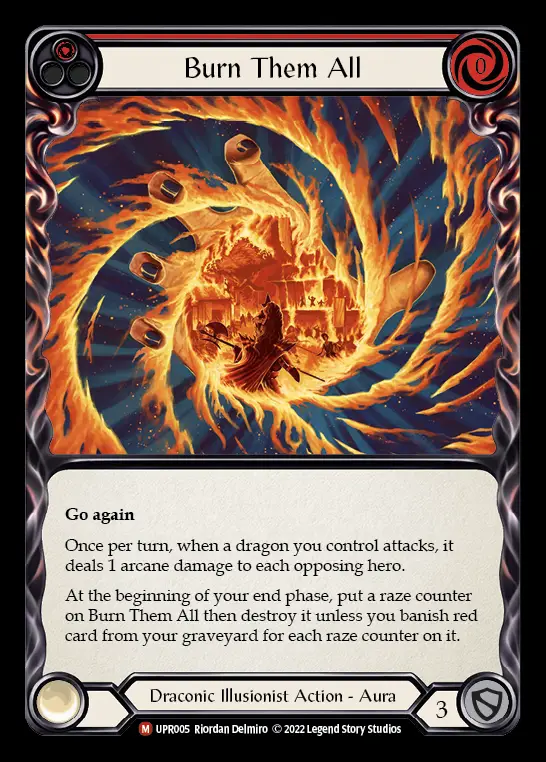 Burn Them All
0
Go again
Once per turn, when a dragon you control attacks, it
deals 1 arcane damage to each opposing hero.
At the beginning of your end phase, put a raze counter
on Burn Them All then destroy it unless you banish red
card from your graveyard for each raze counter on it.
Draconic Illusionist Action - Aura
3
M UPR005 Riordan Delmiro © 2022 Legend Story Studios